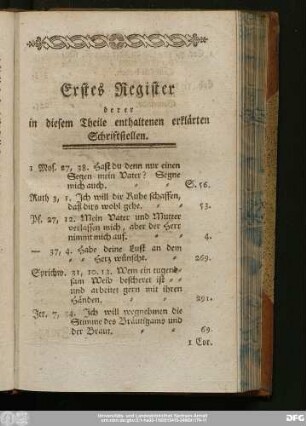 Erstes Register
derer
in diesem Theile enthaltenen erklärten
Schriftstellen.
1 Mos. 27, 38. Hast du denn nur einen
Segen mein Vater? Segne
mich auch. S. 56.
Ruth 3, 1. Ich will dir Ruhe schaffen,
daß dirs wohl gehe. 53.
Ps. 27, 12. Mein Vater und Mutter
verlassen mich, aber der Herr
nimmt mich auf. 4.
— 37, 4. Habe deine Lust an dem
Herz wünscht. 269.
Sprichw. 31, 10. 13. Wem ein tugend-
sam Weib bescheret ist
und arbeitet gern mit ihren
Händen. 291.
Jer. 7, 34. Ich will wegnehmen die
Stimme des Bräutigams und
der Braut. 69.
1 Cor.